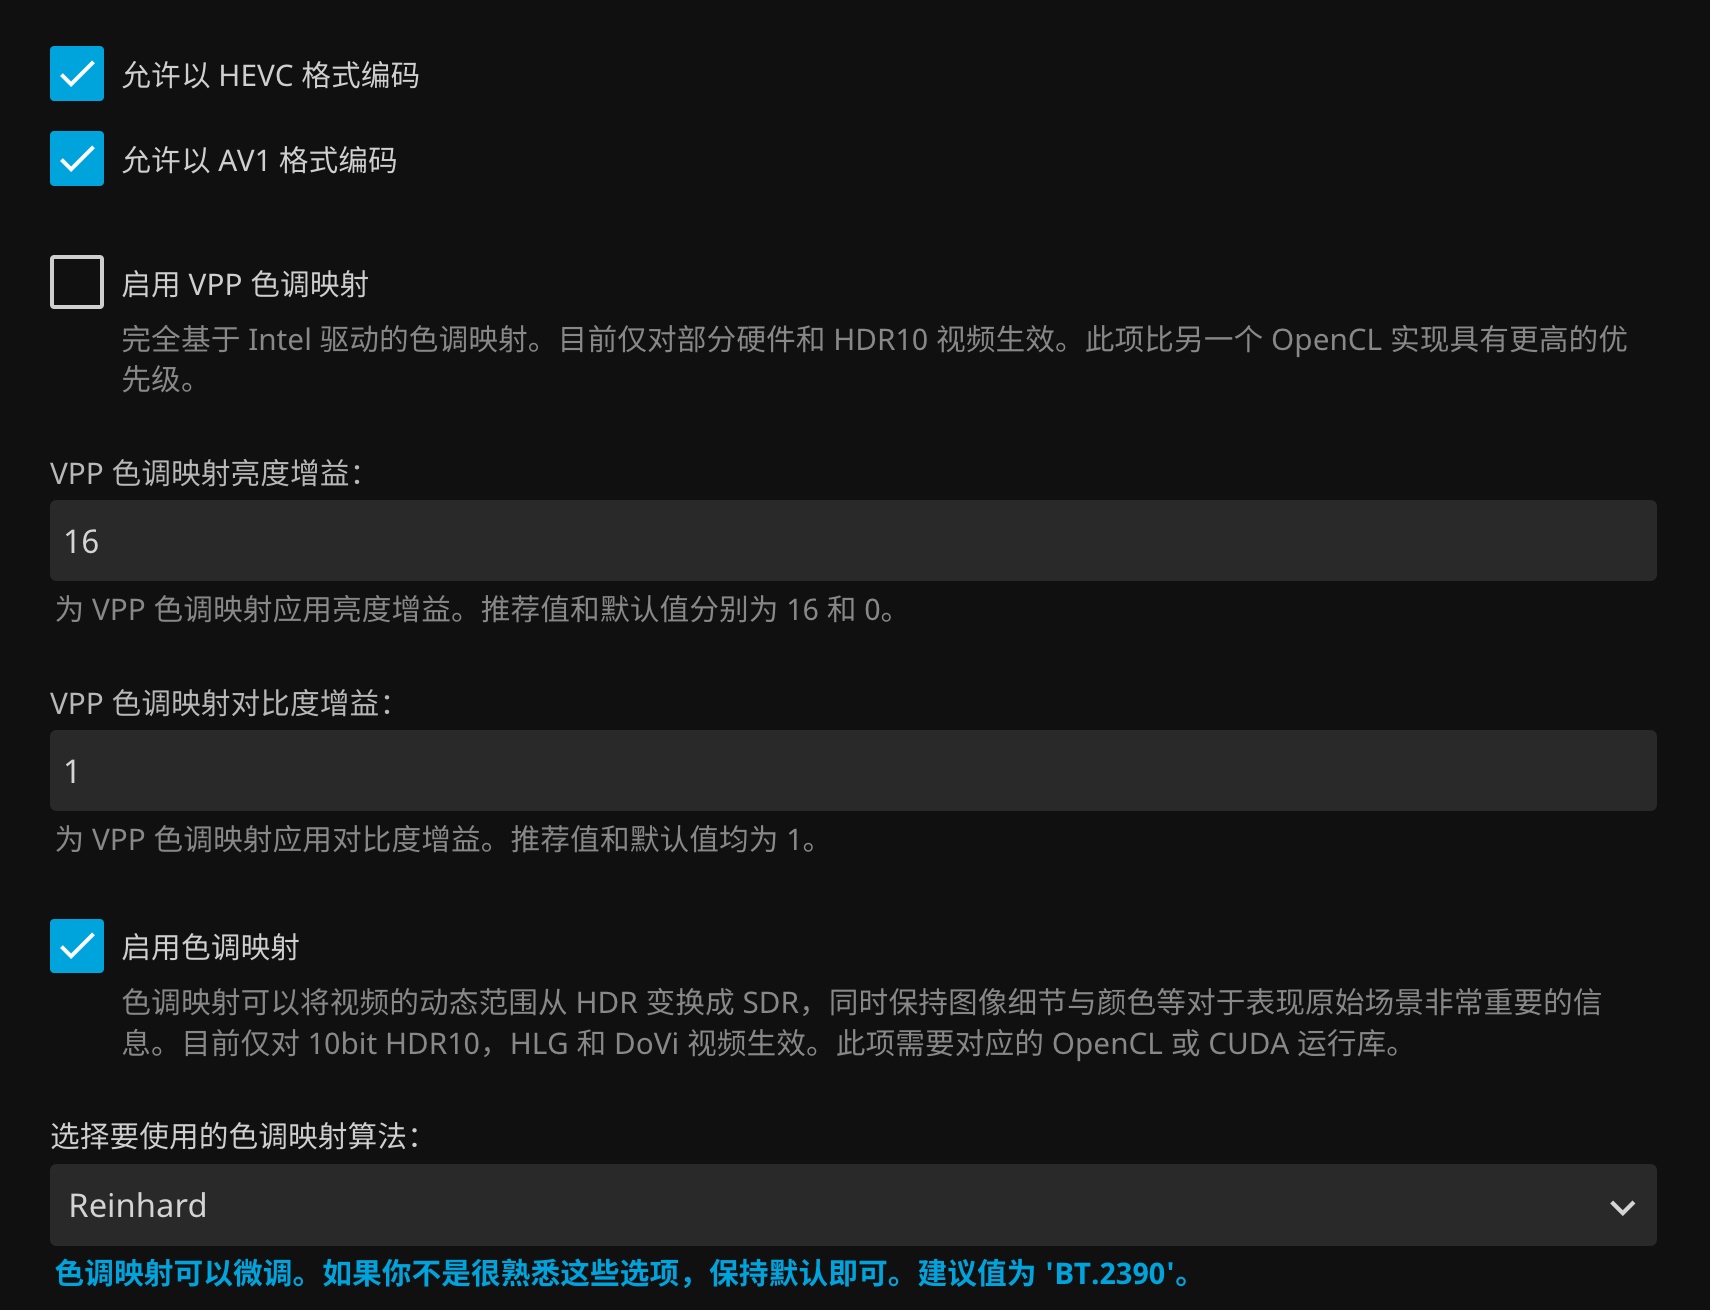 允许以 HEVC 格式编码
允许以 AV1 格式编码
启用 VPP 色调映射
完全基于 Intel 驱动的色调映射。目前仅对部分硬件和 HDR10 视频生效。此项比另一个 OpenCL 实现具有更高的优
先级。
VPP 色调映射亮度增益：
16
为 VPP 色调映射应用亮度增益。推荐值和默认值分别为 16 和 0。
VPP 色调映射对比度增益：
1
为 VPP 色调映射应用对比度增益。推荐值和默认值均为 1。
启用色调映射
色调映射可以将视频的动态范围从 HDR 变换成 SDR，同时保持图像细节与颜色等对于表现原始场景非常重要的信
息。目前仅对 10bit HDR10，HLG 和 DoVi 视频生效。此项需要对应的 OpenCL 或 CUDA 运行库。
选择要使用的色调映射算法：
Reinhard
色调映射可以微调。如果你不是很熟悉这些选项，保持默认即可。建议值为 'BT.2390'。